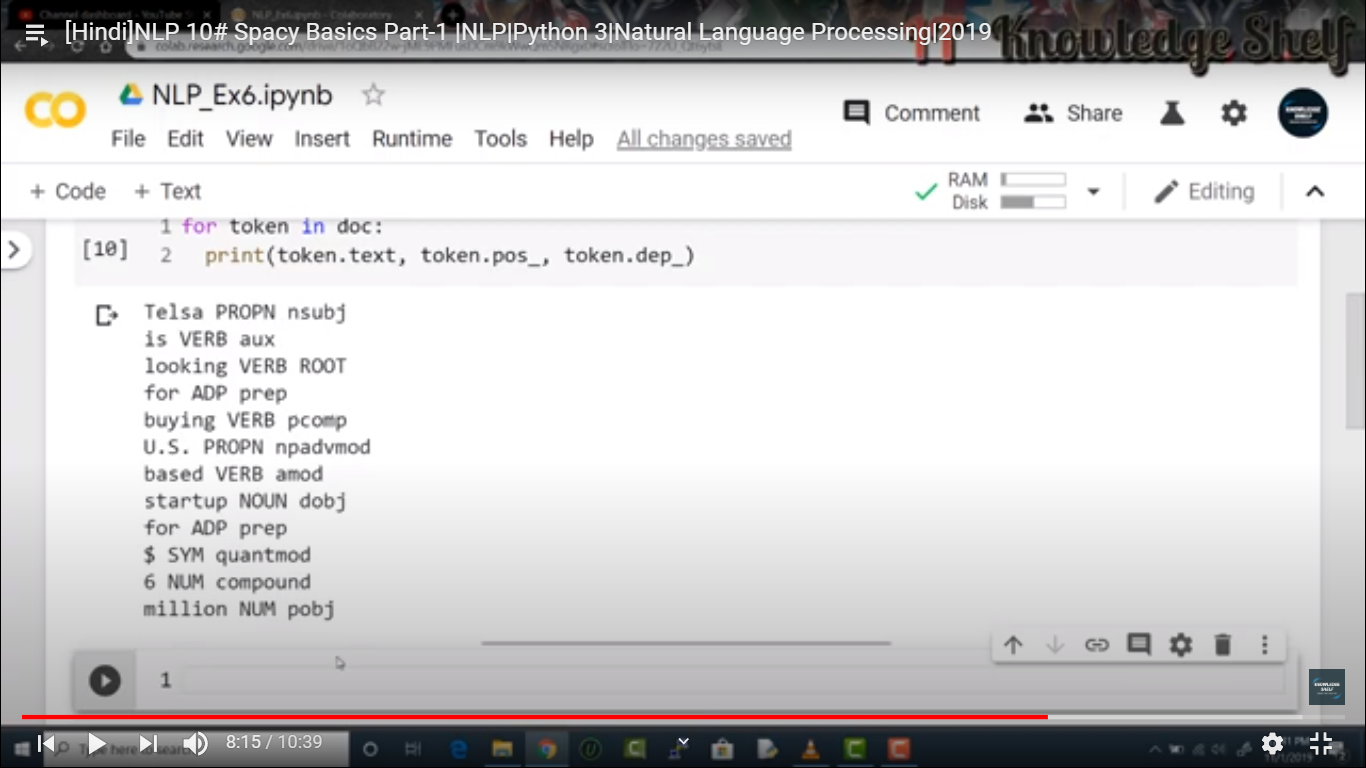 [Hindi]NLP 10# Spacy Basics Part-1 |NLP|Python 3|Natural Language Processing|2019
Knowledge Shelf
NLP_Ex6.ipynb
Comment
Share
File Edit View Insert Runtime Tools Help All changes saved
+ Code + Text
RAM
Disk
Editing
1 for token in doc:
[10] 2 print(token.text, token.pos_, token.dep_)
Telsa PROPN nsubj
is VERB aux
looking VERB ROOT
for ADP prep
buying VERB pcomp
U.S. PROPN npadvmod
based VERB amod
startup NOUN dobj
for ADP prep
$ SYM quantmod
6 NUM compound
million NUM pobj
1
KNOWLEDGE
SHELF
8:15 / 10:39